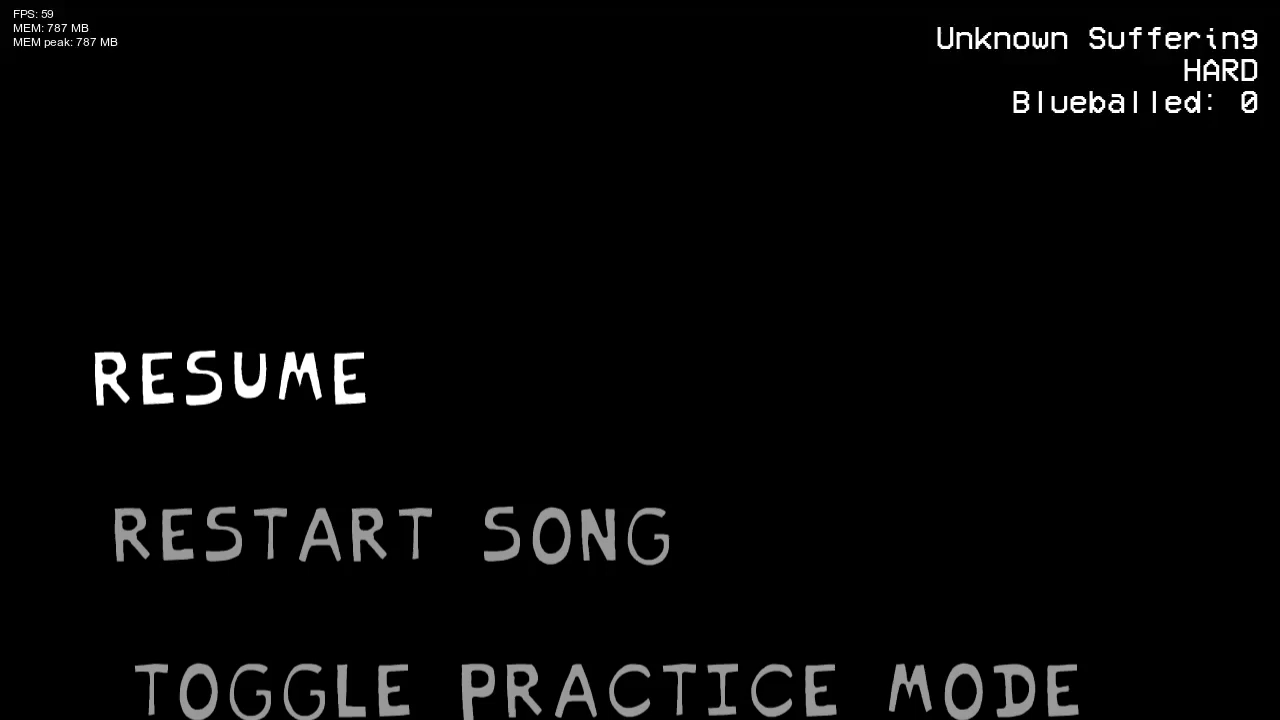 FPS: 59
MEM: 787 MB
MEM peak: 787 MB
Unknown Suffering
HARD
Blueballed: 0
RESUME
RESTART SONG
TOGGLE PRACTICE MODE